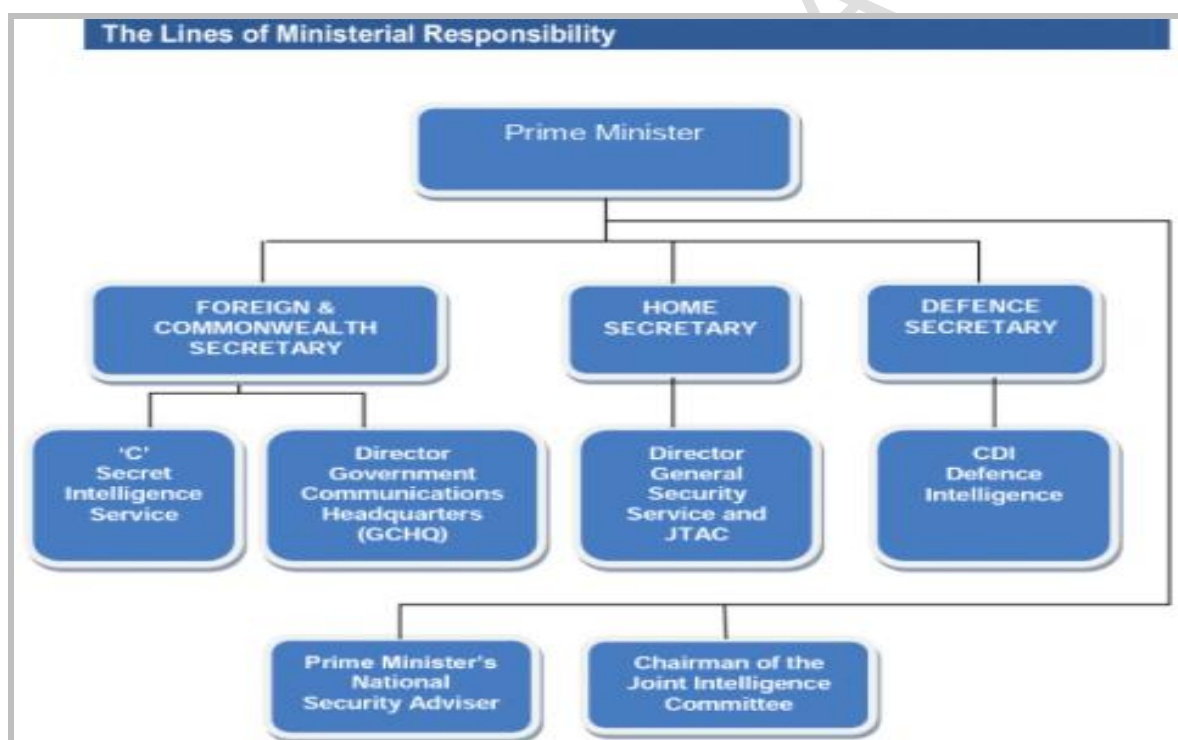 The Lines of Ministerial Responsibility
Prime Minister
FOREIGN &
COMMONWEALTH
SECRETARY
HOME
SECRETARY
DEFENCE
SECRETARY
'C'
Secret
Intelligence
Service
Director
Government
Communications
Headquarters
(GCHQ)
Director
General
Security
Service and
JTAC
CDI
Defence
Intelligence
Prime Minister's
National
Security Adviser
Chairman of the
Joint Intelligence
Committee